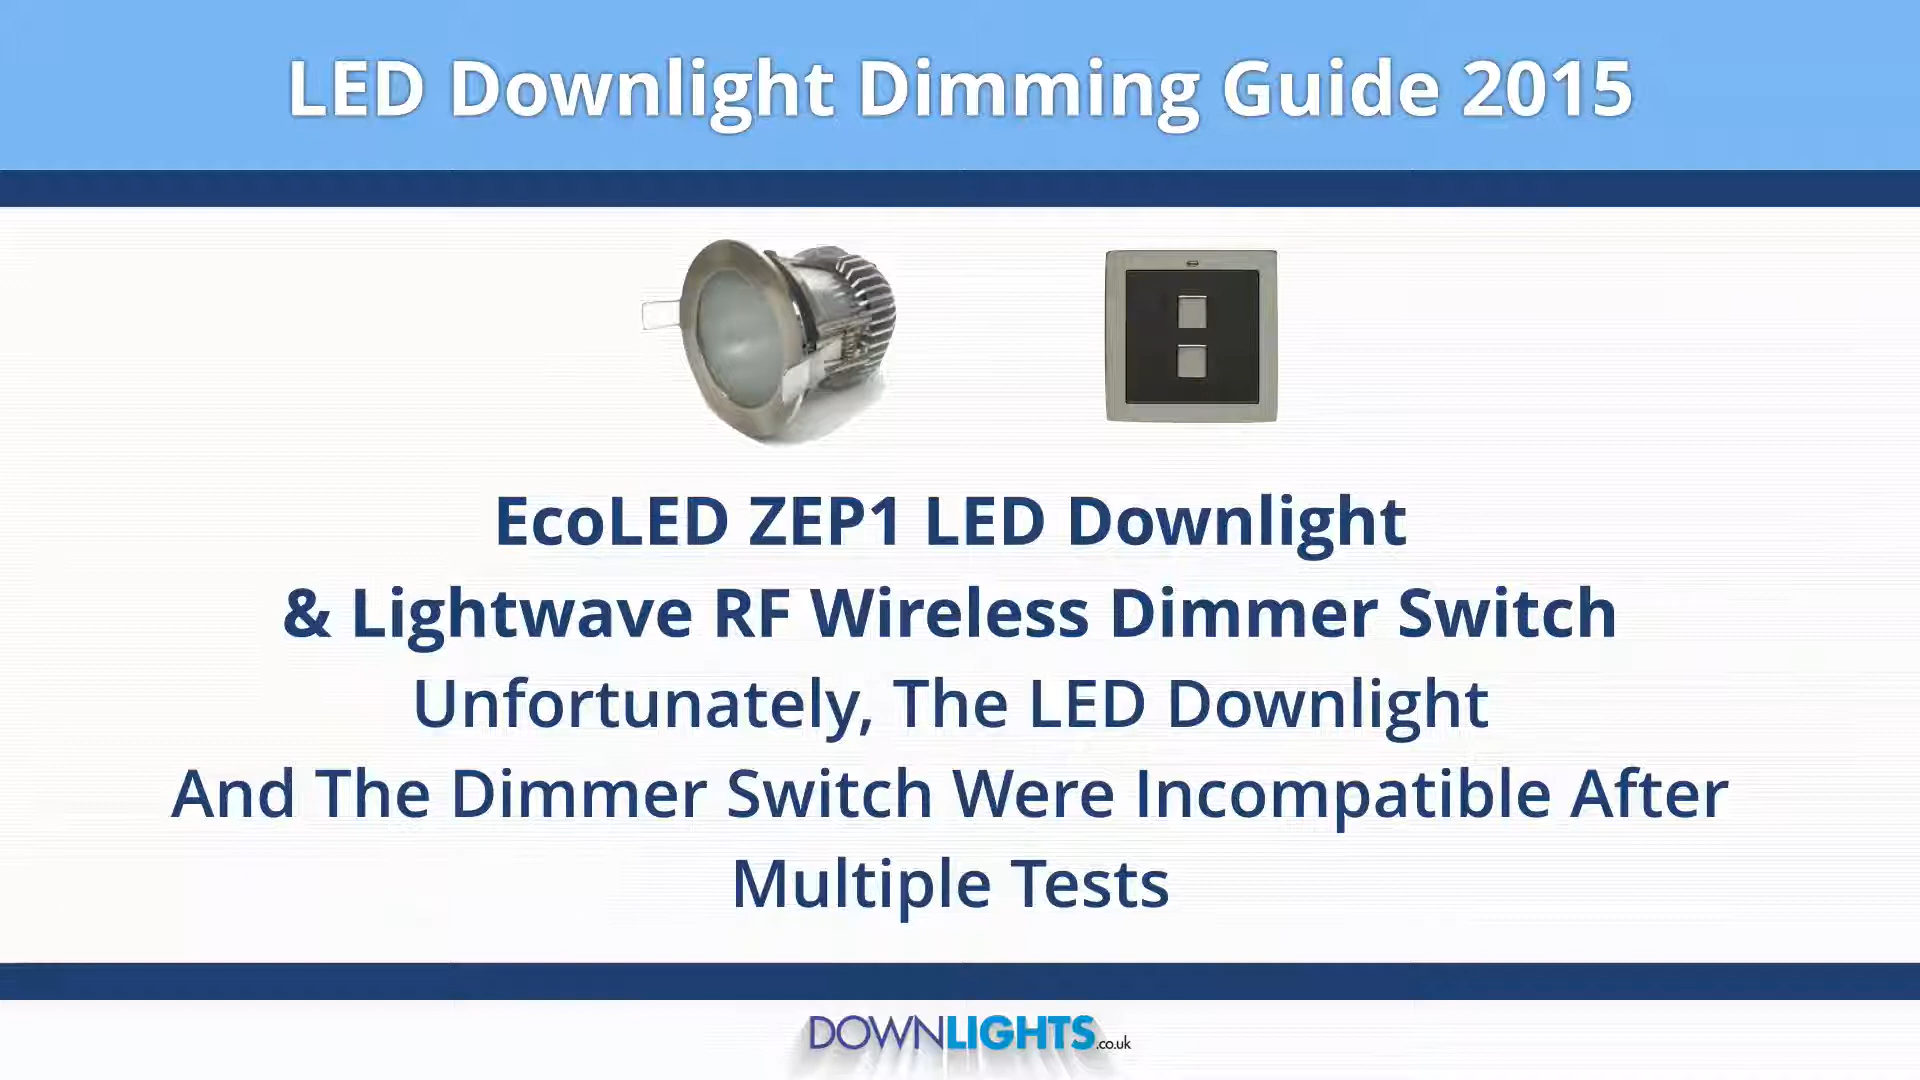 LED Downlight Dimming Guide 2015
EcoLED ZEP1 LED Downlight
& Lightwave RF Wireless Dimmer Switch
Unfortunately, The LED Downlight
And The Dimmer Switch Were Incompatible After
Multiple Tests
DOWNLIGHTS.co.uk